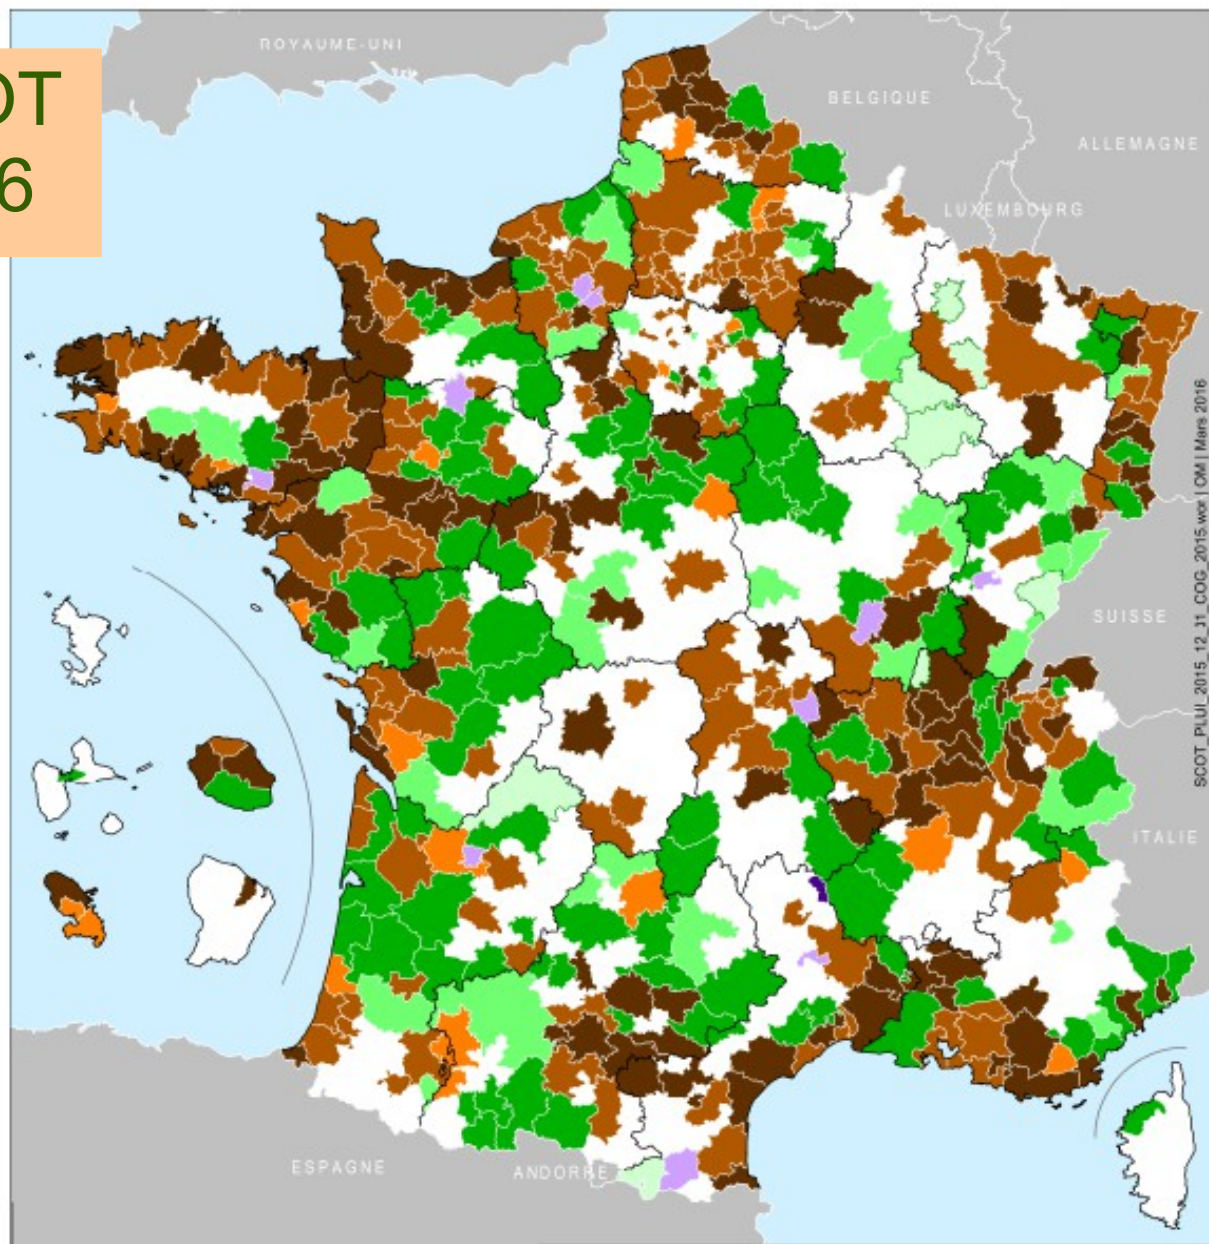 OT
6
ROYAUME-UNI
BELGIQUE
ALLEMAGNE
LUXEMBOURG
SUISSE
ITALIE
ESPAGNE
ANDORRE
SCOT_PLUI_2015_12_31_COG_2015.wor | OM | Mars 2016